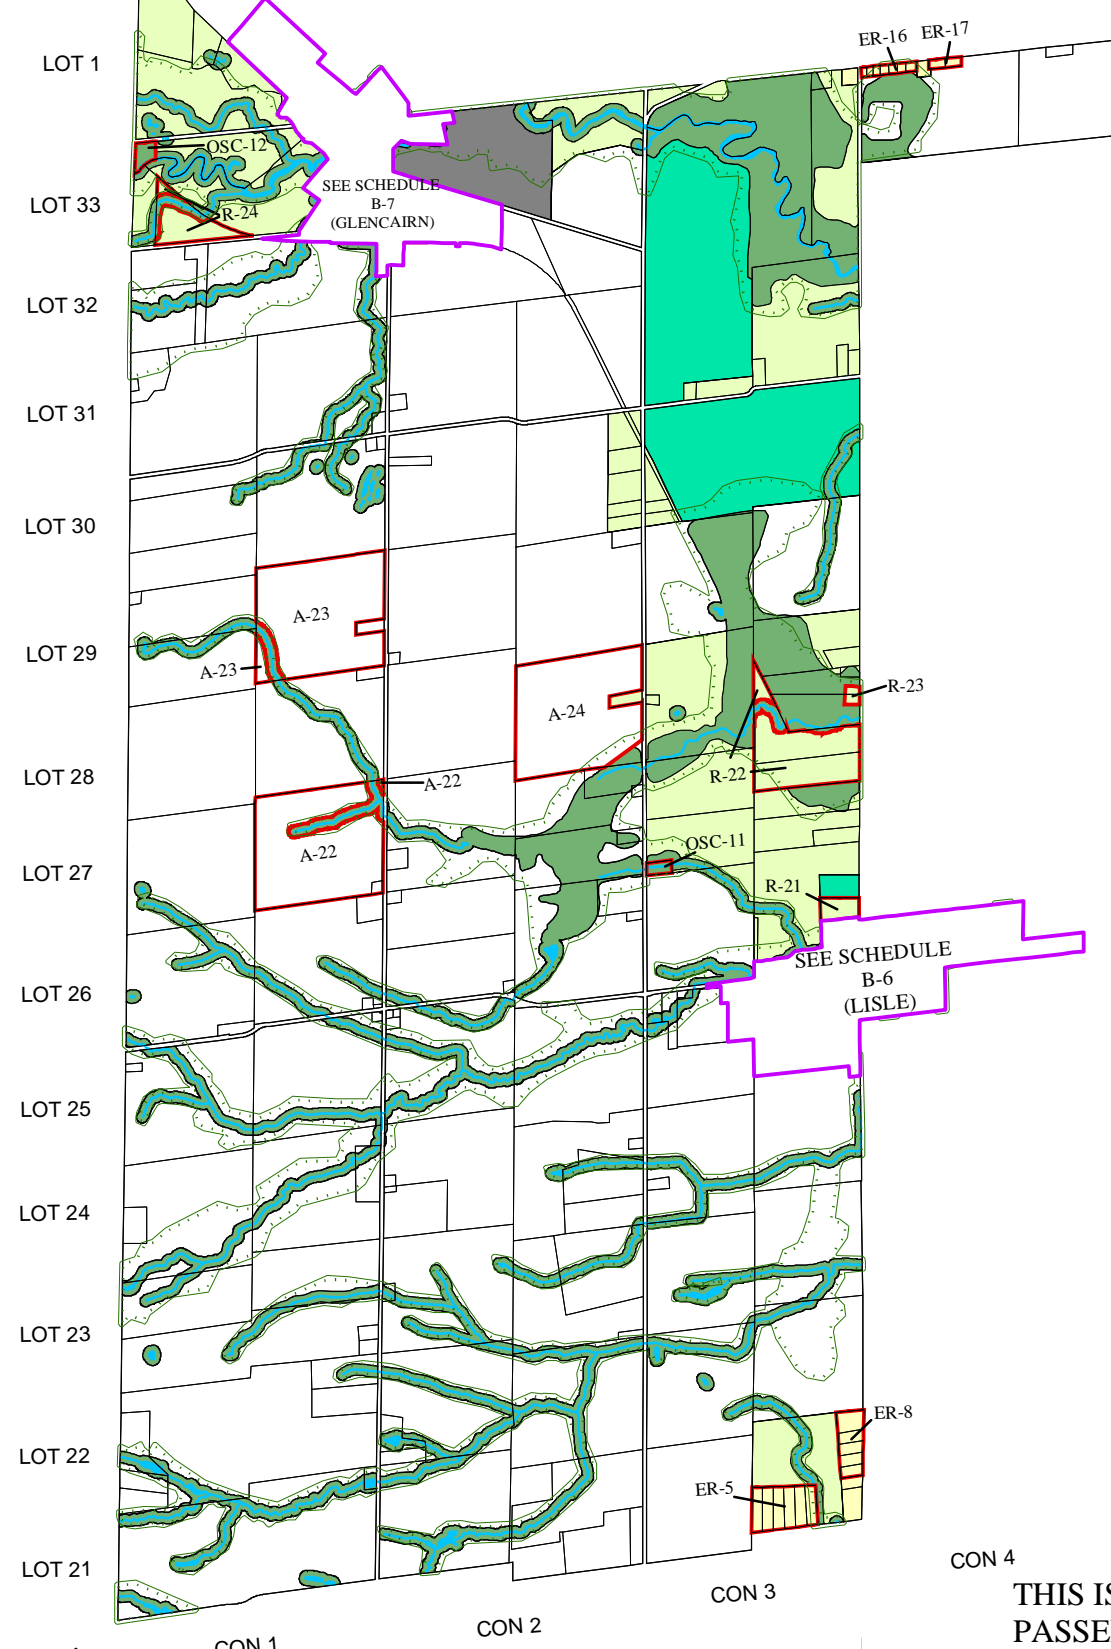 ER-16 ER-17
LOT 1
OSC-12
SEE SCHEDULE
B-7
(GLENCAIRN)
LOT 33
R-24
LOT 32
LOT 31
LOT 30
A-23
LOT 29
A-23
R-23
A-24
LOT 28
A-22
R-22
OSC-11
A-22
LOT 27
R-21
SEE SCHEDULE
B-6
(LISLE)
LOT 26
LOT 25
LOT 24
LOT 23
ER-8
LOT 22
ER-5
LOT 21
CON 4
CON 3
THIS IS
CON 2
PASSE
CON 1